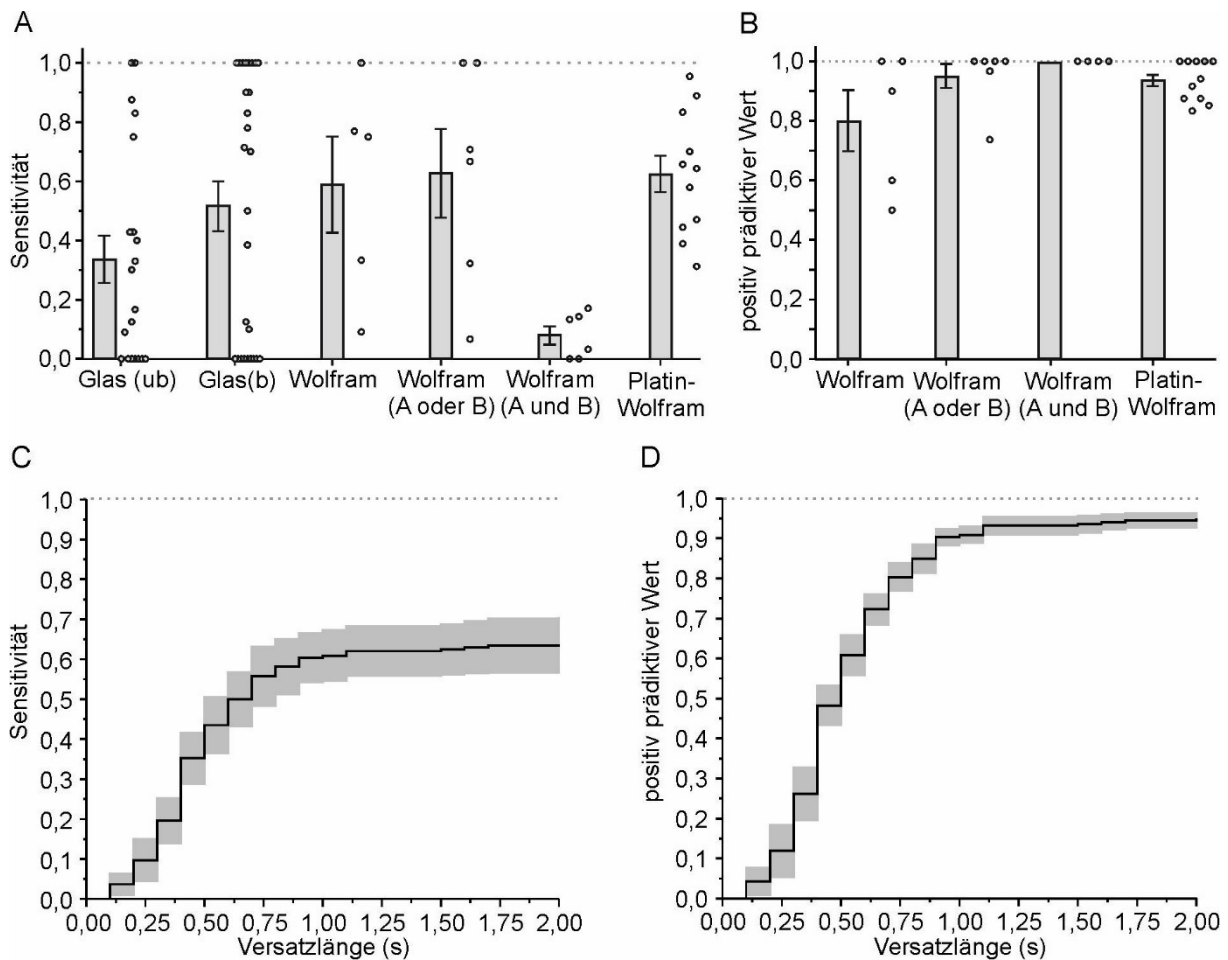 A
Sensitivität
1,0
0,8
0,6
0,4
0,2
0,0
Glas (ub)
Glas(b)
Wolfram
Wolfram
(A oder B)
Wolfram
(A und B)
Platin-
Wolfram
B
positiv prädiktiver Wert
1,0
0,8
0,6
0,4
0,2
0,0
Wolfram
Wolfram
(A oder B)
Wolfram
(A und B)
Platin-
Wolfram
C
Sensitivität
1,0
0,9
0,8
0,7
0,6
0,5
0,4
0,3
0,2
0,1
0,0
0,00 0,25 0,50 0,75 1,00 1,25 1,50 1,75 2,00
Versatzlänge (s)
D
positiv prädiktiver Wert
1,0
0,9
0,8
0,7
0,6
0,5
0,4
0,3
0,2
0,1
0,0
0,00 0,25 0,50 0,75 1,00 1,25 1,50 1,75 2,00
Versatzlänge (s)